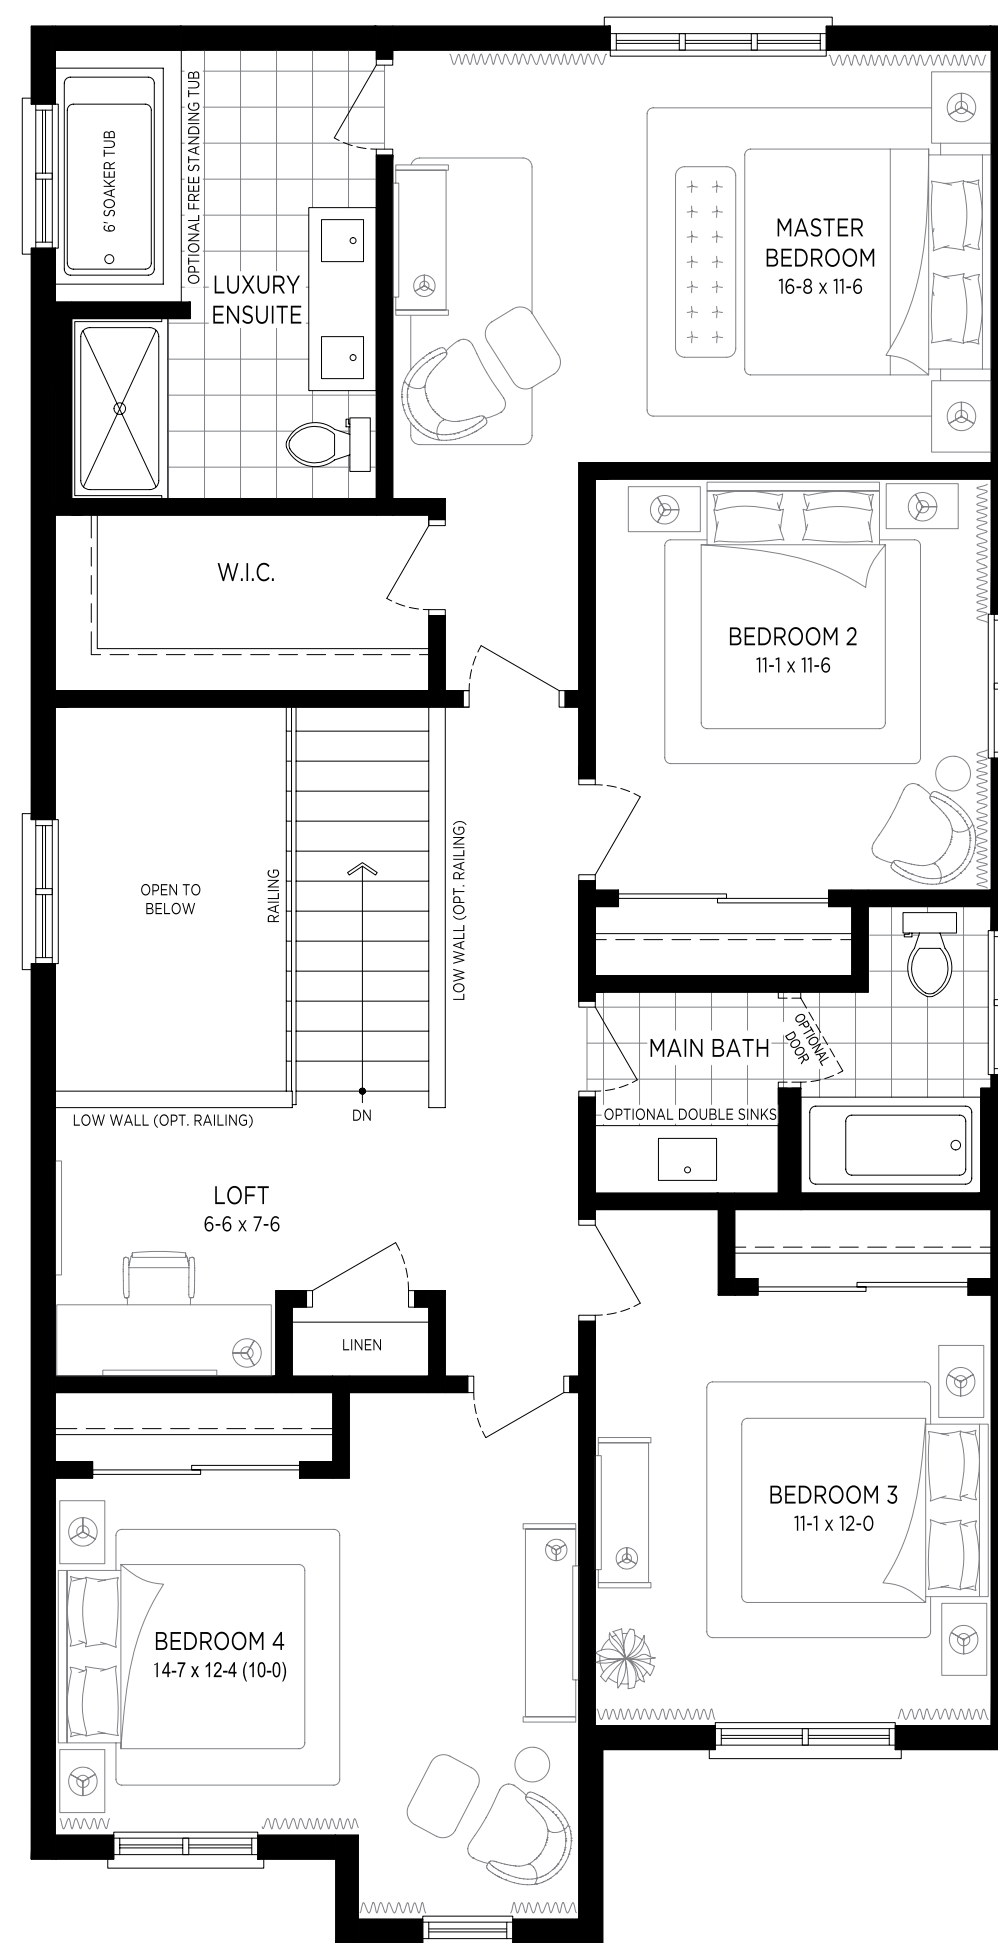 6' SOAKER TUB
OPTIONAL FREE STANDING TUB
LUXURY
ENSUITE
MASTER
BEDROOM
16-8 x 11-6
W.I.C.
BEDROOM 2
11-1 x 11-6
OPEN TO
BELOW
RAILING
LOW WALL (OPT. RAILING)
DN
LOW WALL (OPT. RAILING)
MAIN BATH
OPTIONAL
DOOR
OPTIONAL DOUBLE SINKS
LOFT
6-6 x 7-6
LINEN
BEDROOM 3
11-1 x 12-0
BEDROOM 4
14-7 x 12-4 (10-0)